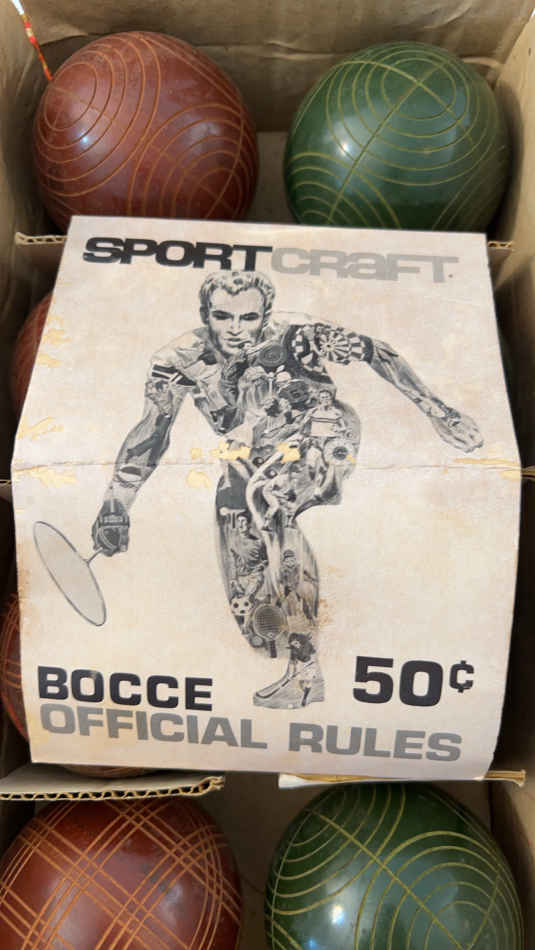 SPORTCRAFT
BOCCE 50¢
OFFICIAL RULES